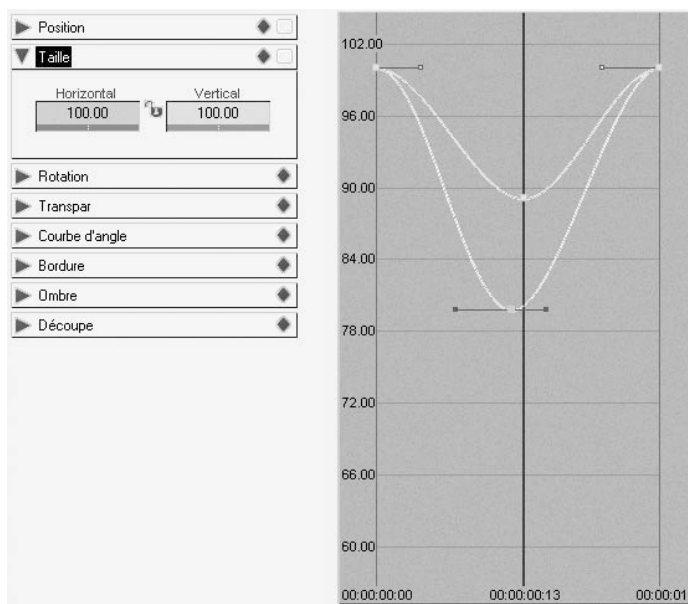 Position
Taille
Horizontal Vertical
100.00 100.00
Rotation
Transpar
Courbe d'angle
Bordure
Ombre
Découpe
102.00
96.00
90.00
84.00
78.00
72.00
66.00
60.00
00:00:00:00 00:00:00:13 00:00:01